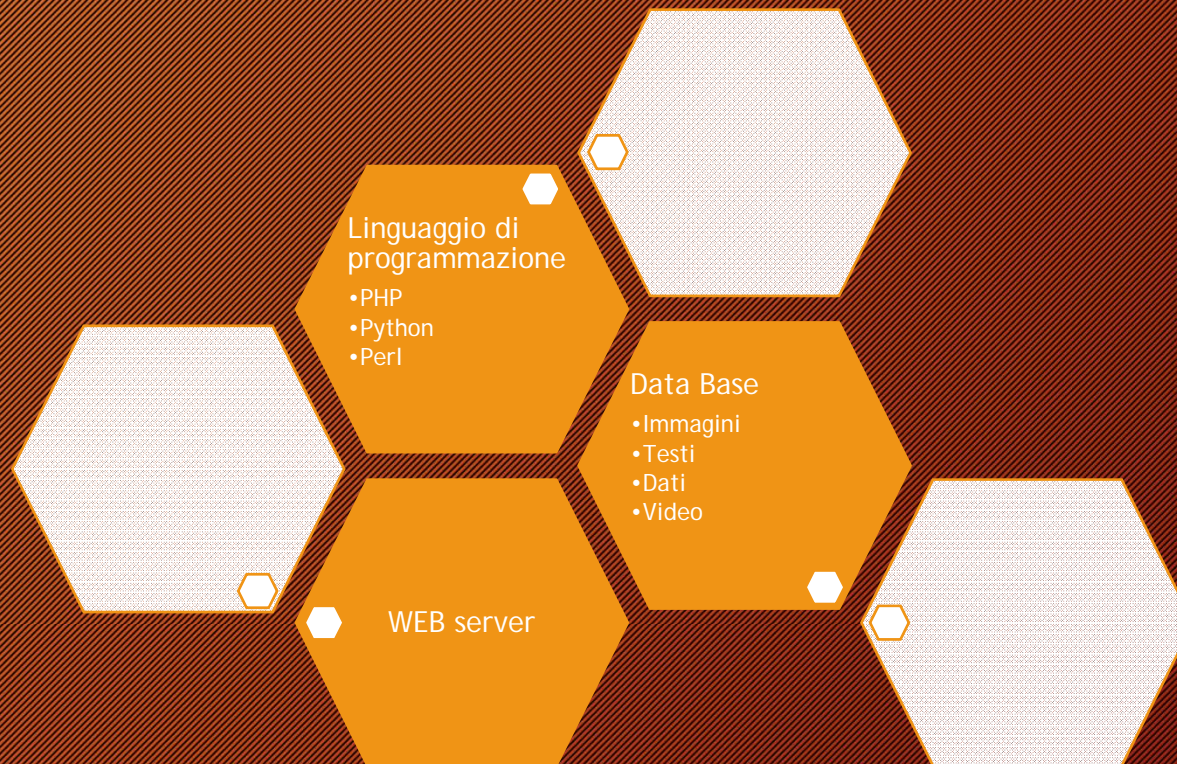 Linguaggio di
programmazione
•PHP
•Python
•Perl
Data Base
•Immagini
•Testi
•Dati
•Video
WEB server